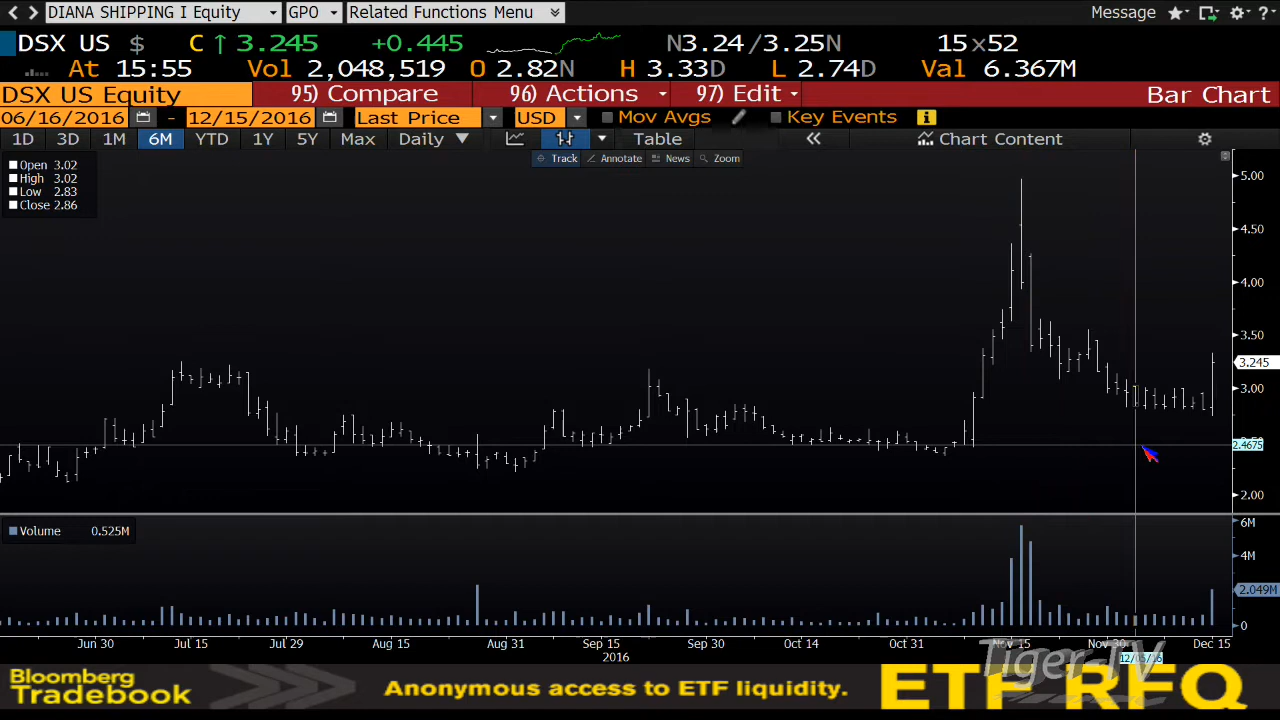 DIANA SHIPPING I Equity GPO Related Functions Menu Message ?
DSX US $ C ↑ 3.245 +0.445 N3.24/3.25N 15×52
At 15:55 Vol 2,048,519 O 2.82N H 3.33D L 2.74D Val 6.367M
DSX US Equity 95) Compare 96) Actions 97) Edit Bar Chart
06/16/2016 - 12/15/2016 Last Price USD Mov Avgs Key Events i
1D 3D 1M 6M YTD 1Y 5Y Max Daily ▼ Table « Chart Content
Track Annotate News Zoom
Open 3.02
High 3.02
Low 2.83
Close 2.86
5.00
4.50
4.00
3.50
3.245
3.00
2.4675
2.00
Volume 0.525M
6M
4M
2.049M
0
Jun 30 Jul 15 Jul 29 Aug 15 Aug 31 Sep 15 Sep 30 Oct 14 Oct 31 Nov 15 Nov 30 Dec 15
2016 12/05/16
Tiger TV
Bloomberg
Tradebook
Anonymous access to ETF liquidity.
ETF RFQ